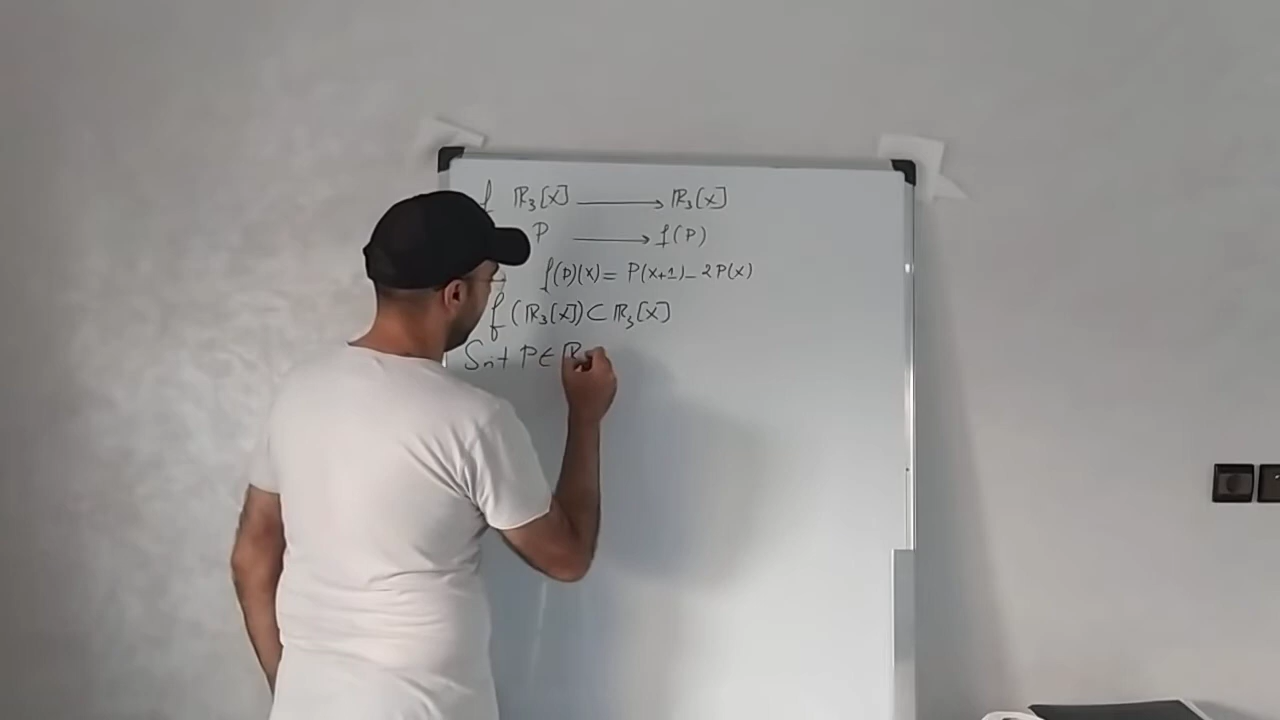 f ℝ₃[X] ⟶ ℝ₃[X]
P ⟶ f(P)
f(P)(X) = P(X+1) - 2P(X)
f(ℝ₃[X]) ⊂ ℝ₃[X]
Soit P ∈ ℝ